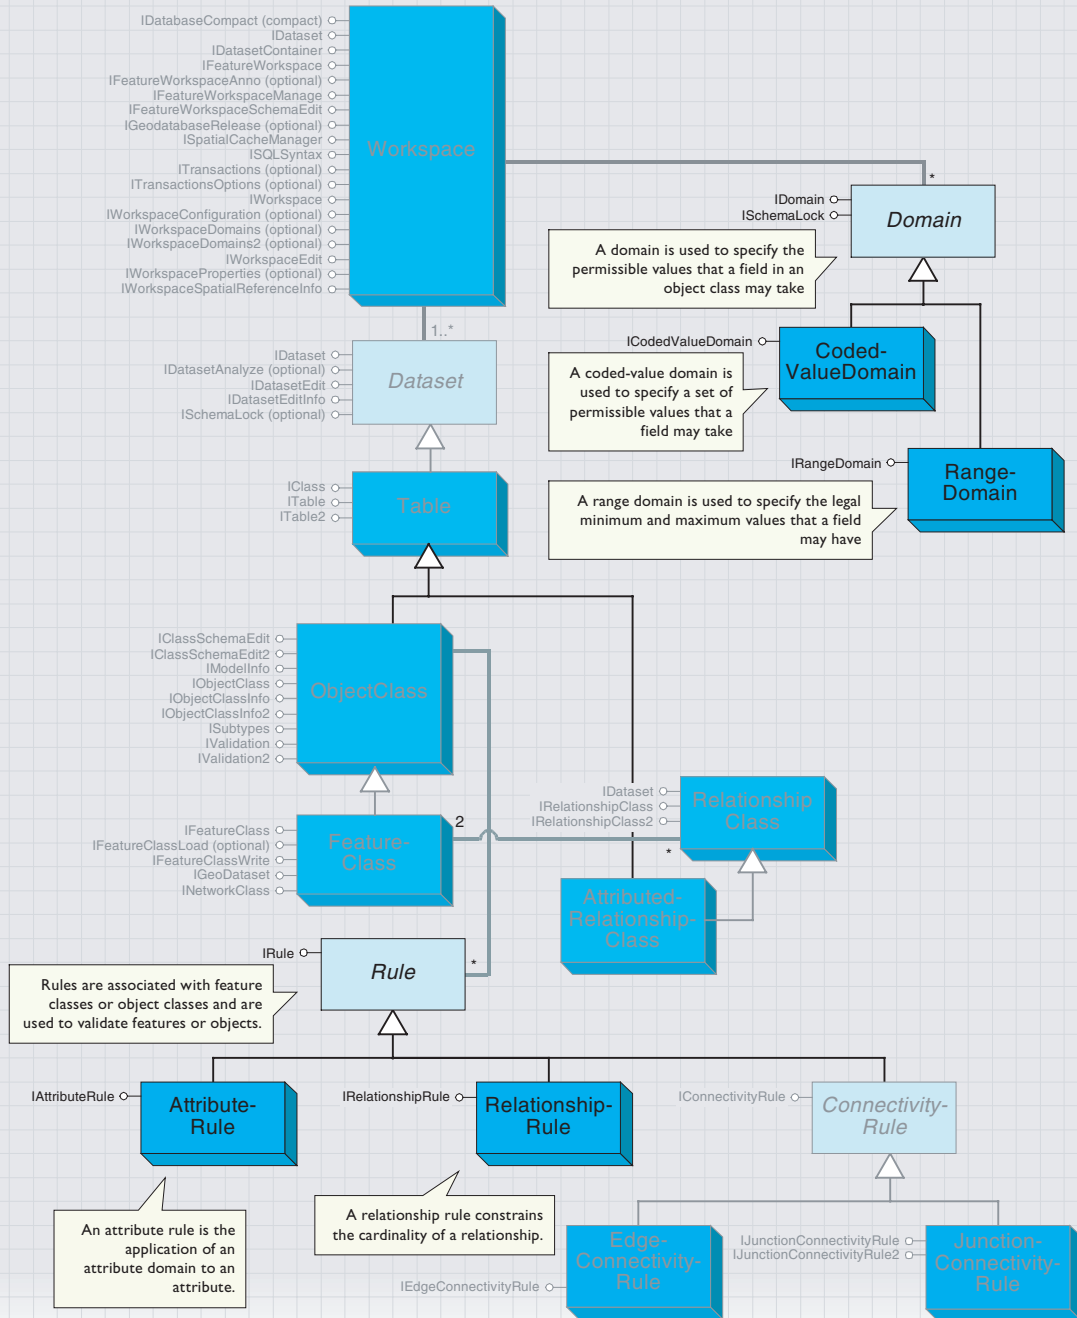 IDatabaseCompact (compact)
IDataset
IDatasetContainer
IFeatureWorkspace
IFeatureWorkspaceAnno (optional)
IFeatureWorkspaceManage
IFeatureWorkspaceSchemaEdit
IGeodatabaseRelease (optional)
ISpatialCacheManager
ISQLSyntax
ITransactions (optional)
ITransactionsOptions (optional)
IWorkspace
IWorkspaceConfiguration (optional)
IWorkspaceDomains (optional)
IWorkspaceDomains2 (optional)
IWorkspaceEdit
IWorkspaceProperties (optional)
IWorkspaceSpatialReferenceInfo
Workspace
*
IDomain
ISchemaLock
Domain
A domain is used to specify the
permissible values that a field in an
object class may take
1..*
IDataset
IDatasetAnalyze (optional)
IDatasetEdit
IDatasetEditInfo
ISchemaLock (optional)
Dataset
ICodedValueDomain
Coded-
ValueDomain
A coded-value domain is
used to specify a set of
permissible values that a
field may take
IRangeDomain
Range-
Domain
A range domain is used to specify the legal
minimum and maximum values that a field
may have
IClass
ITable
ITable2
Table
IClassSchemaEdit
IClassSchemaEdit2
IModelInfo
IObjectClass
IObjectClassInfo
IObjectClassInfo2
ISubtypes
IValidation
IValidation2
ObjectClass
IDataset
IRelationshipClass
IRelationshipClass2
Relationship
Class
IFeatureClass
IFeatureClassLoad (optional)
IFeatureClassWrite
IGeoDataset
INetworkClass
Feature-
Class
2
*
Attributed-
Relationship-
Class
IRule
Rule
*
Rules are associated with feature
classes or object classes and are
used to validate features or objects.
IAttributeRule
Attribute-
Rule
IRelationshipRule
Relationship-
Rule
IConnectivityRule
Connectivity-
Rule
An attribute rule is the
application of an
attribute domain to an
attribute.
A relationship rule constrains
the cardinality of a relationship.
IEdgeConnectivityRule
Edge-
Connectivity-
Rule
IJunctionConnectivityRule
IJunctionConnectivityRule2
Junction-
Connectivity-
Rule